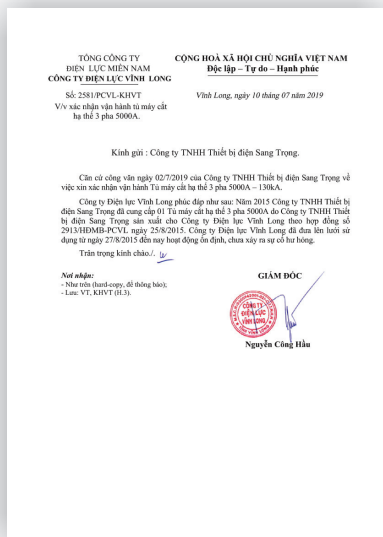 TỔNG CÔNG TY
ĐIỆN LỰC MIỀN NAM
CÔNG TY ĐIỆN LỰC VĨNH LONG
CỘNG HOÀ XÃ HỘI CHỦ NGHĨA VIỆT NAM
Độc lập – Tự do – Hạnh phúc
Số: 2581/PCVL-KHVT
V/v xác nhận vận hành tủ máy cắt
hạ thế 3 pha 5000A.
Vĩnh Long, ngày 10 tháng 07 năm 2019
Kính gửi : Công ty TNHH Thiết bị điện Sang Trọng.
Căn cứ công văn ngày 02/7/2019 của Công ty TNHH Thiết bị điện Sang Trọng về
việc xin xác nhận vận hành Tủ máy cắt hạ thế 3 pha 5000A – 130kA.
Công ty Điện lực Vĩnh Long phúc đáp như sau: Năm 2015 Công ty TNHH Thiết bị
điện Sang Trọng đã cung cấp 01 Tủ máy cắt hạ thế 3 pha 5000A do Công ty TNHH Thiết
bị điện Sang Trọng sản xuất cho Công ty Điện lực Vĩnh Long theo hợp đồng số
2913/HĐMB-PCVL ngày 25/8/2015. Công ty Điện lực Vĩnh Long đã đưa lên lưới sử
dụng từ ngày 27/8/2015 đến nay hoạt động ổn định, chưa xảy ra sự cố hư hỏng.
Trân trọng kính chào./.
Nơi nhận:
- Như trên (hard-copy, để thông báo);
- Lưu: VT, KHVT (H.3).
GIÁM ĐỐC
CÔNG TY
ĐIỆN LỰC
VĨNH LONG
Nguyễn Công Hầu